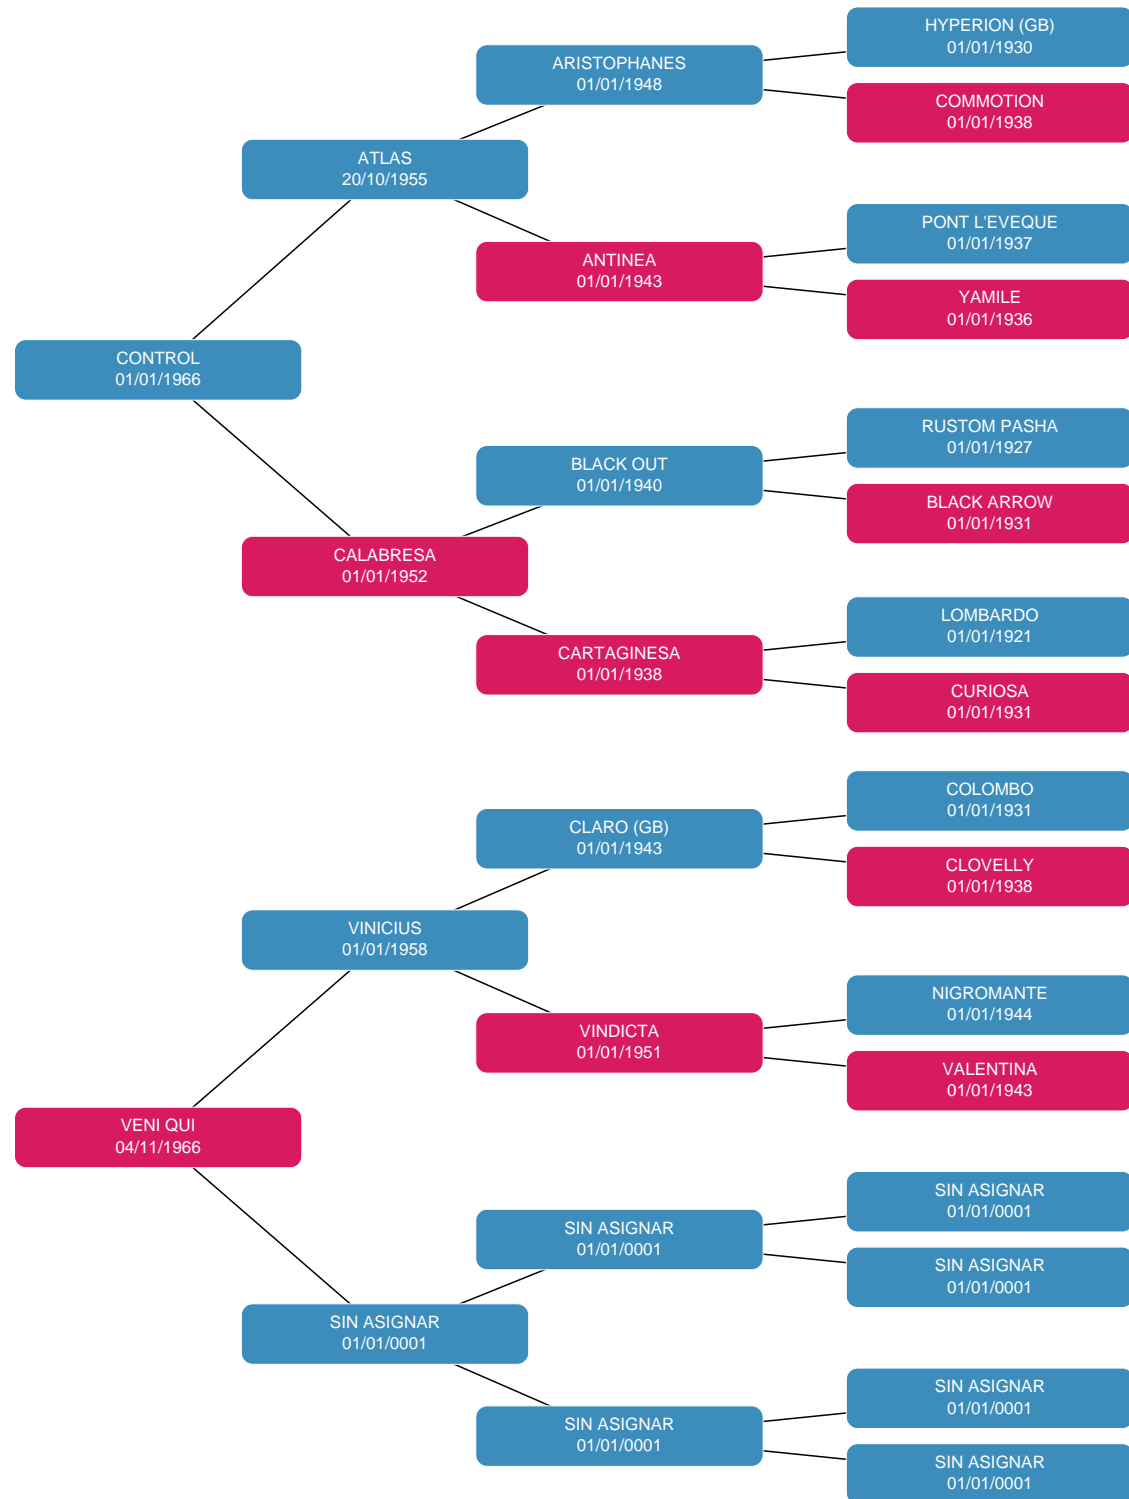 HYPERION (GB)
01/01/1930
ARISTOPHANES
01/01/1948
COMMOTION
01/01/1938
ATLAS
20/10/1955
PONT L'EVEQUE
01/01/1937
ANTINEA
01/01/1943
YAMILE
01/01/1936
CONTROL
01/01/1966
RUSTOM PASHA
01/01/1927
BLACK OUT
01/01/1940
BLACK ARROW
01/01/1931
CALABRESA
01/01/1952
LOMBARDO
01/01/1921
CARTAGINESA
01/01/1938
CURIOSA
01/01/1931
COLOMBO
01/01/1931
CLARO (GB)
01/01/1943
CLOVELLY
01/01/1938
VINICIUS
01/01/1958
NIGROMANTE
01/01/1944
VINDICTA
01/01/1951
VALENTINA
01/01/1943
VENI QUI
04/11/1966
SIN ASIGNAR
01/01/0001
SIN ASIGNAR
01/01/0001
SIN ASIGNAR
01/01/0001
SIN ASIGNAR
01/01/0001
SIN ASIGNAR
01/01/0001
SIN ASIGNAR
01/01/0001
SIN ASIGNAR
01/01/0001